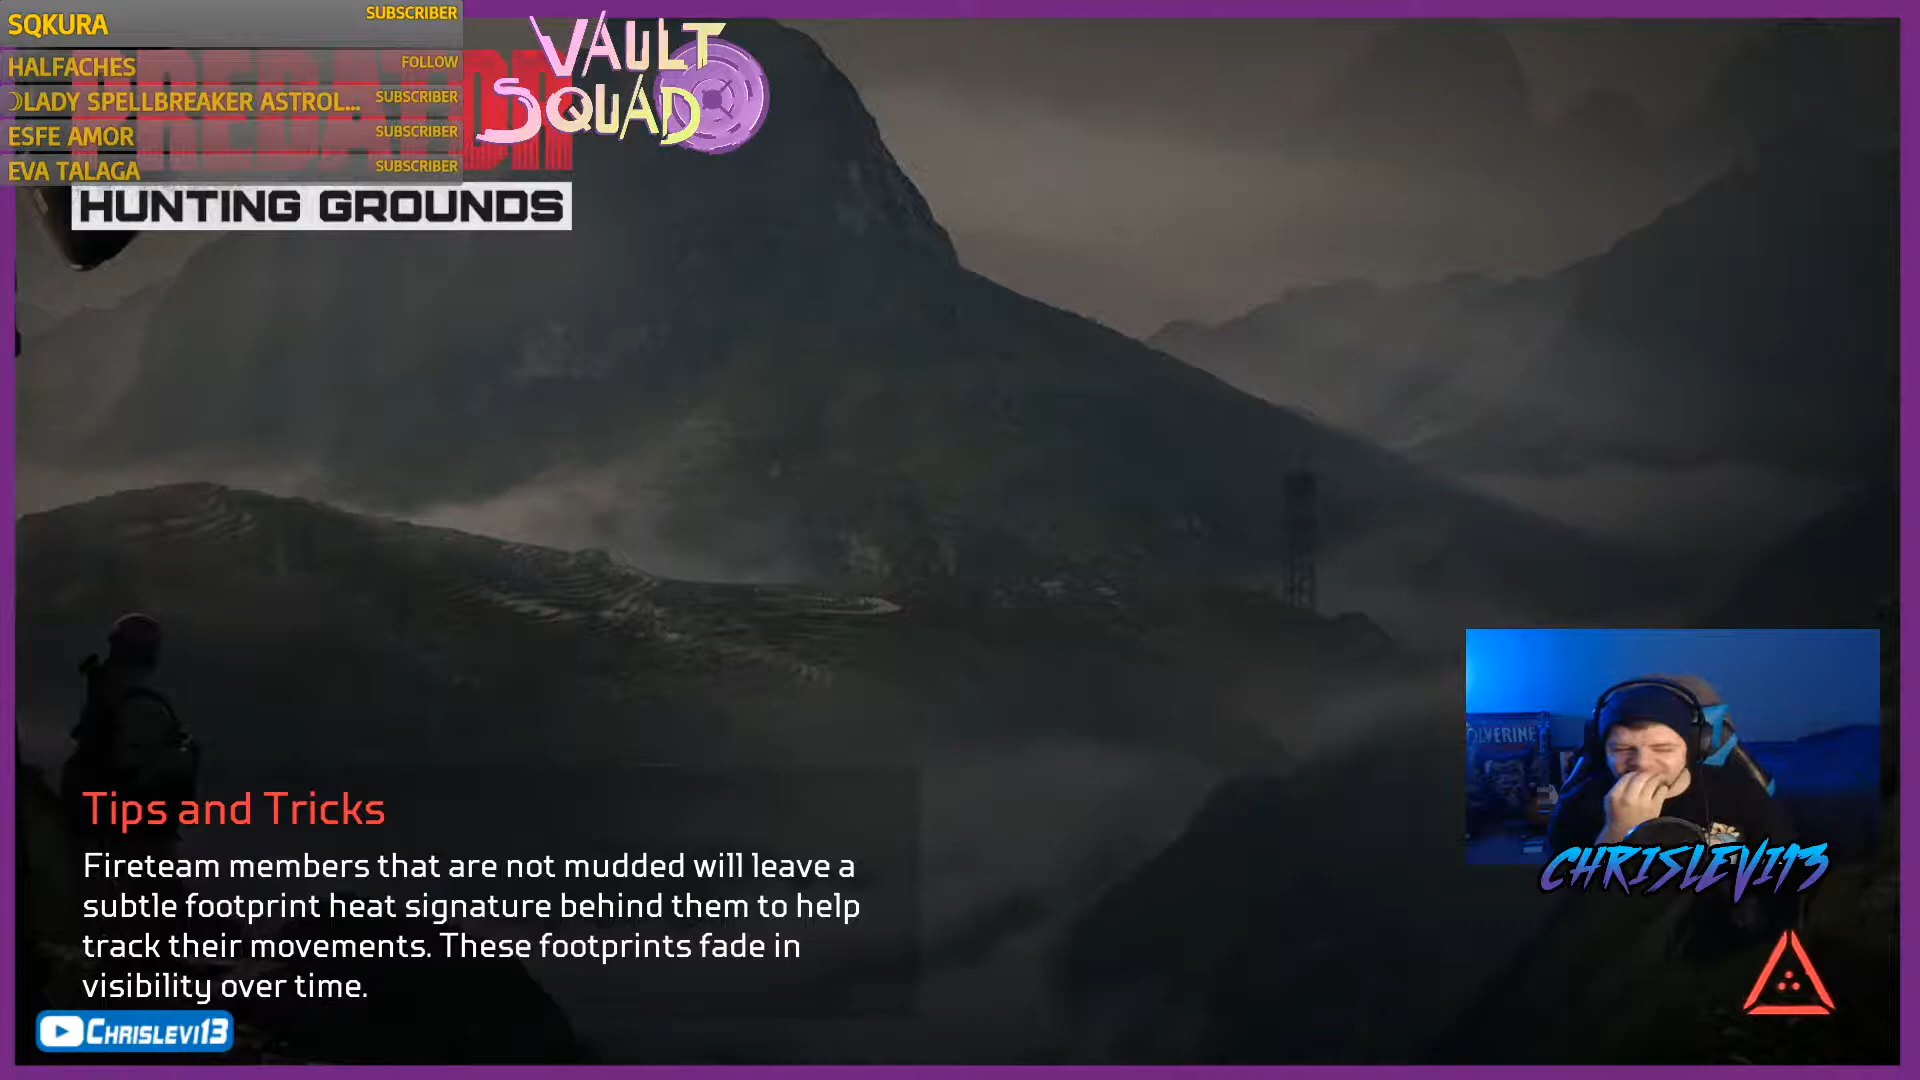 SQKURA SUBSCRIBER
HALFACHES FOLLOW
☽LADY SPELLBREAKER ASTROL... SUBSCRIBER
ESFE AMOR SUBSCRIBER
EVA TALAGA SUBSCRIBER
VAULT
SQUAD
PREDATOR
HUNTING GROUNDS
OLVERINE
CHRISLEVI13
Tips and Tricks
Fireteam members that are not mudded will leave a
subtle footprint heat signature behind them to help
track their movements. These footprints fade in
visibility over time.
CHRISLEVI13